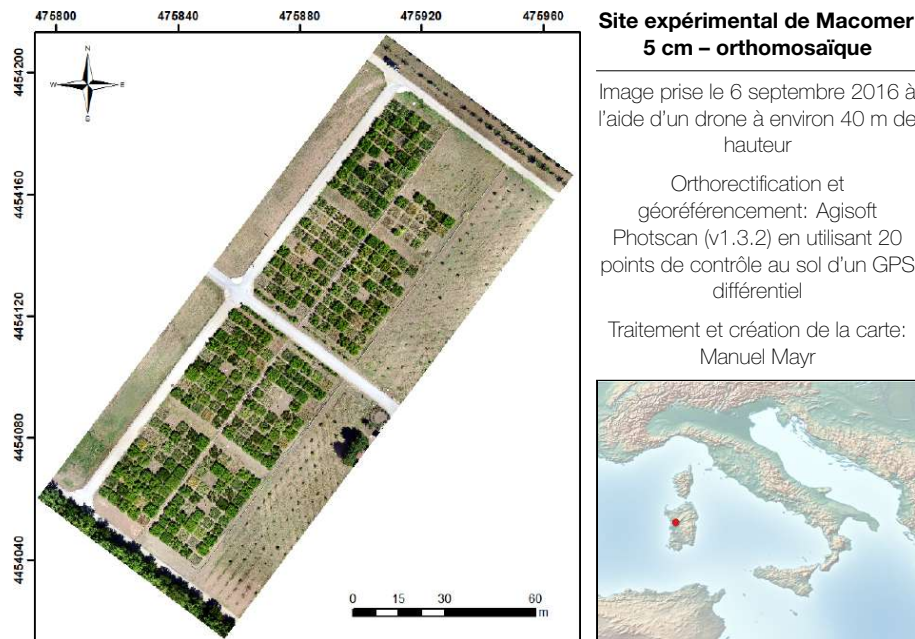 475800 475840 475880 475920 475960
4454200
4454160
4454120
4454080
4454040
N
W E
S
0 15 30 60
m
Site expérimental de Macomer
5 cm – orthomosaïque
Image prise le 6 septembre 2016 à
l'aide d'un drone à environ 40 m de
hauteur
Orthorectification et
géoréférencement: Agisoft
Photscan (v1.3.2) en utilisant 20
points de contrôle au sol d'un GPS
différentiel
Traitement et création de la carte:
Manuel Mayr